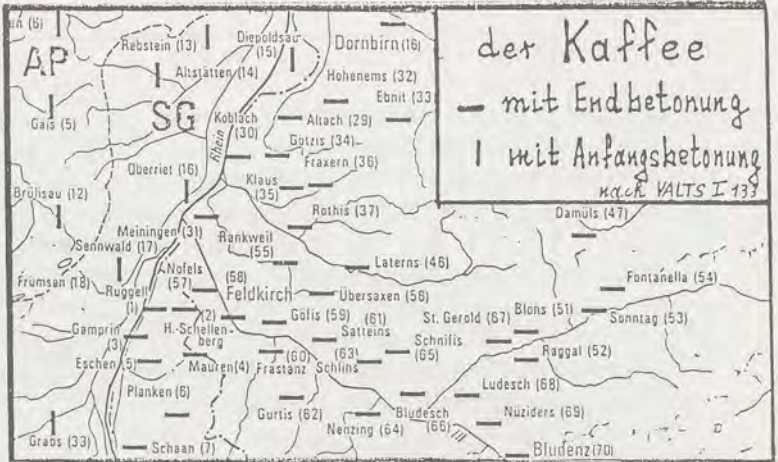 der Kaffee
mit Endbetonung
mit Anfangsbetonung
nach VALTS I 133
(6)
Rebstein (13)
Diepoldsau (15)
Dornbirn (16)
AP
Altstätten (14)
Hohenems (32)
Ebnit (33
Gais (5)
SG
Koblach (30)
Altach (29)
Rhein
Götzis (34)
Fraxern (36)
Oberriet (16)
Klaus (35)
Brülisau (12)
Röthis (37)
Damüls (47)
Meiningen (31)
Sennwald (17)
Rankweil (55)
Laterns (46)
Frümsen (18)
Nofels (57)
(58)
Feldkirch
Fontanella (54)
Ruggell (1)
Übersaxen (56)
(2)
H.-Schellenberg
Göfis (59)
(61)
Satteins
St. Gerold (67)
Blons (51)
Sonntag (53)
Gamprin (3)
Eschen (5)
Mauren (4)
(60)
Frastanz
(63)
Schlins
Schnifis (65)
Raggal (52)
Planken (6)
Ludesch (68)
Gurtis (62)
Bludesch (66)
Nüziders (69)
Nenzing (64)
Grabs (33)
Schaan (7)
Bludenz (70)